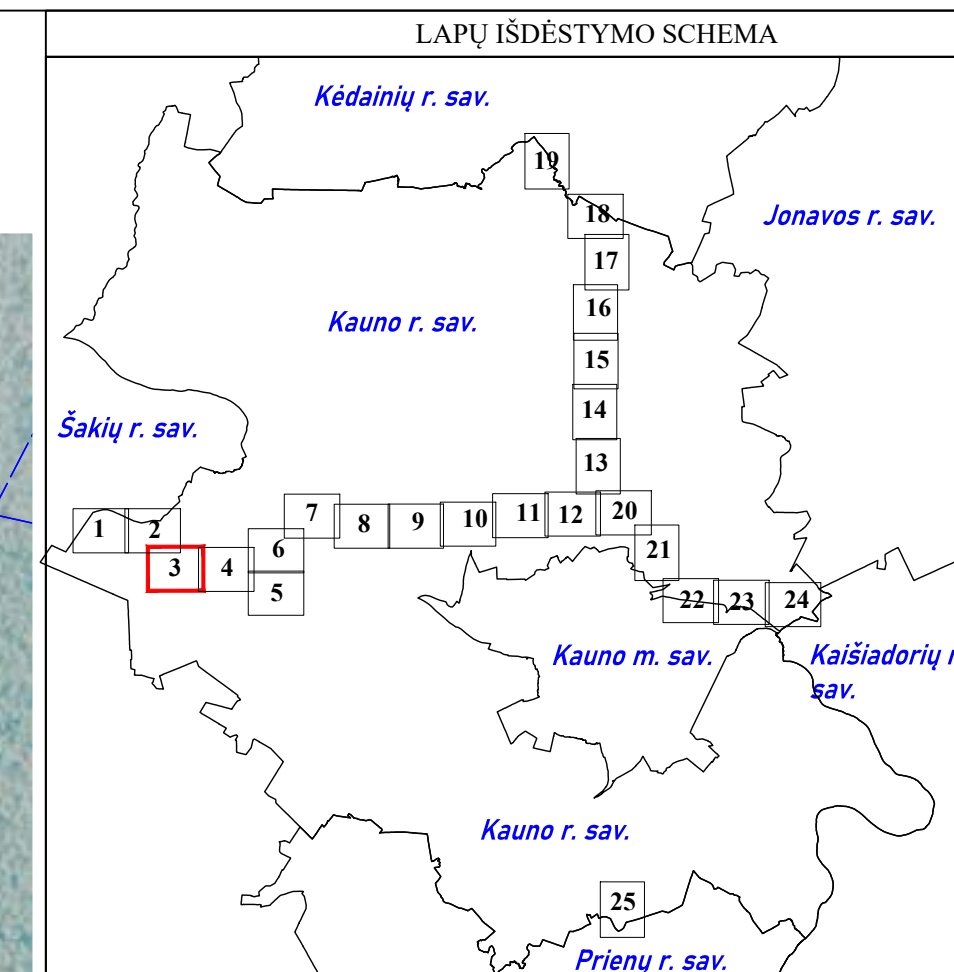 LAPŲ IŠDĖSTYMO SCHEMA
Kėdainių r. sav.
19
18
Jonavos r. sav.
17
16
Kauno r. sav.
15
14
Šakių r. sav.
13
7
8
9
10
11
12
20
1
2
6
21
3
4
5
22
23
24
Kauno m. sav.
Kaišiadorių r
sav.
Kauno r. sav.
25
Prienų r. sav.